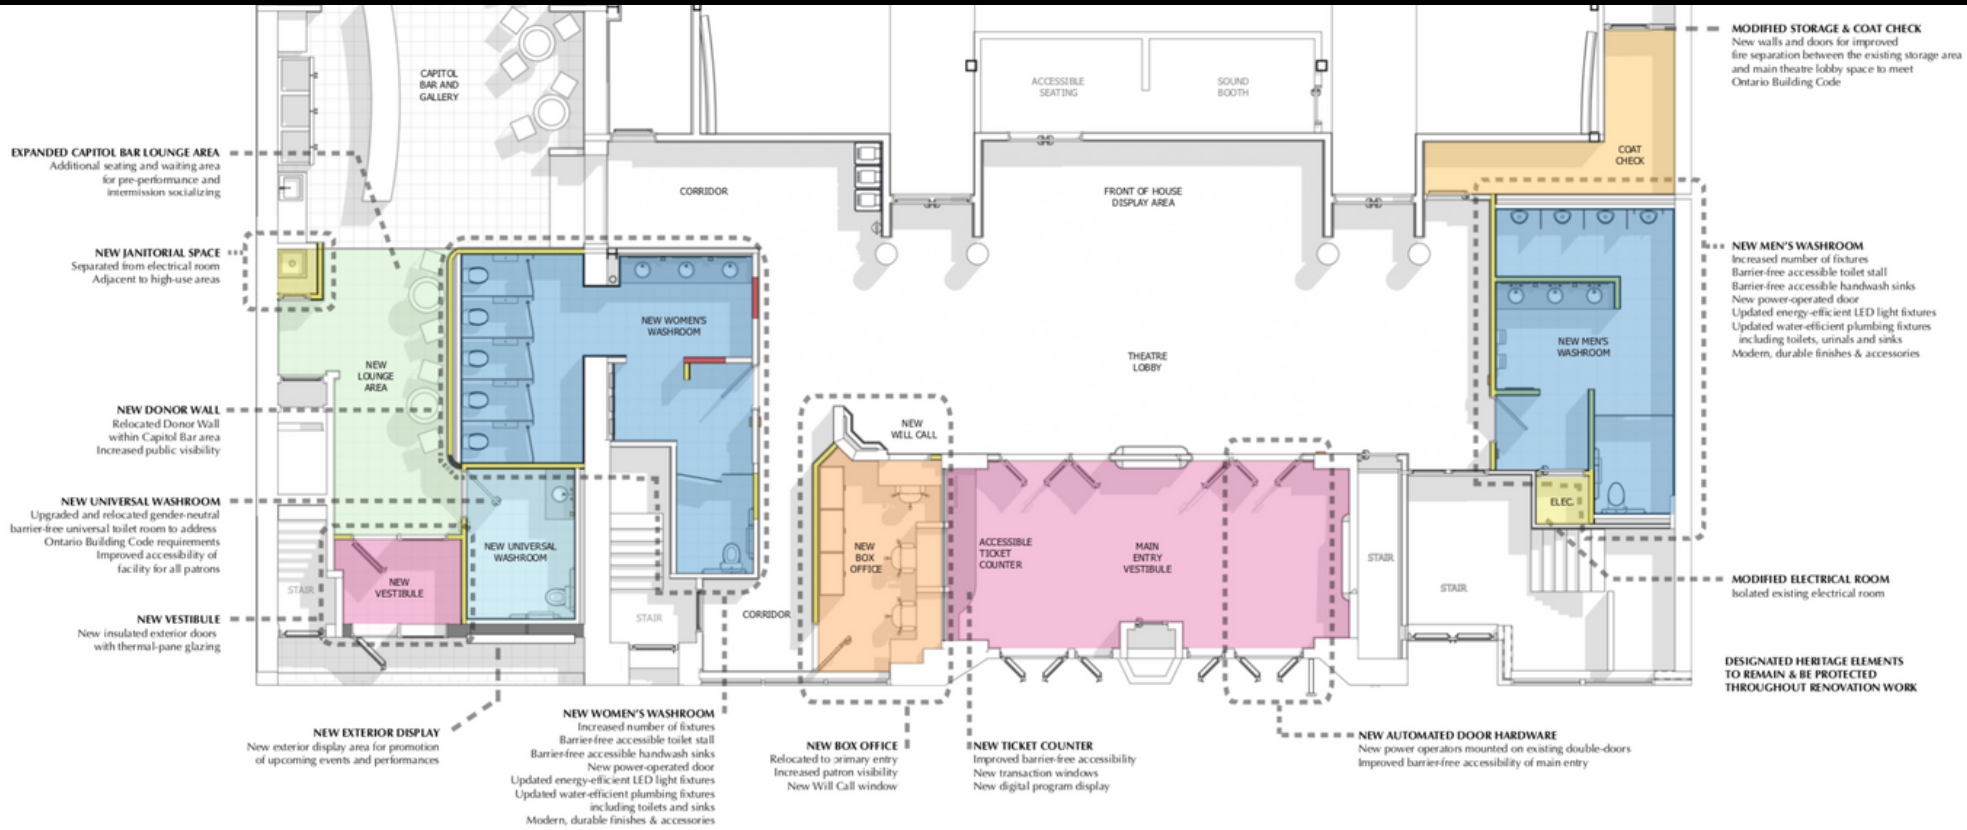 MODIFIED STORAGE & COAT CHECK
New walls and doors for improved
fire separation between the existing storage area
and main theatre lobby space to meet
Ontario Building Code
CAPITOL
BAR AND
GALLERY
ACCESSIBLE
SEATING
SOUND
BOOTH
COAT
CHECK
EXPANDED CAPITOL BAR LOUNGE AREA
Additional seating and waiting area
for pre-performance and
intermission socializing
CORRIDOR
FRONT OF HOUSE
DISPLAY AREA
NEW JANITORIAL SPACE
Separated from electrical room
Adjacent to high-use areas
NEW MEN'S WASHROOM
Increased number of fixtures
Barrier-free accessible toilet stall
Barrier-free accessible handwash sinks
New power-operated door
Updated energy-efficient LED light fixtures
Updated water-efficient plumbing fixtures
including toilets, urinals and sinks
Modern, durable finishes & accessories
NEW WOMEN'S
WASHROOM
NEW MEN'S
WASHROOM
THEATRE
LOBBY
NEW
LOUNGE
AREA
NEW DONOR WALL
Relocated Donor Wall
within Capitol Bar area
Increased public visibility
NEW
WILL CALL
NEW UNIVERSAL WASHROOM
Upgraded and relocated gender-neutral
barrier-free universal toilet room to address
Ontario Building Code requirements
Improved accessibility of
facility for all patrons
ELEC.
NEW UNIVERSAL
WASHROOM
NEW
BOX
OFFICE
ACCESSIBLE
TICKET
COUNTER
MAIN
ENTRY
VESTIBULE
STAIR
STAIR
STAIR
NEW
VESTIBULE
MODIFIED ELECTRICAL ROOM
Isolated existing electrical room
NEW VESTIBULE
New insulated exterior doors
with thermal-pane glazing
STAIR
CORRIDOR
DESIGNATED HERITAGE ELEMENTS
TO REMAIN & BE PROTECTED
THROUGHOUT RENOVATION WORK
NEW EXTERIOR DISPLAY
New exterior display area for promotion
of upcoming events and performances
NEW WOMEN'S WASHROOM
Increased number of fixtures
Barrier-free accessible toilet stall
Barrier-free accessible handwash sinks
New power-operated door
Updated energy-efficient LED light fixtures
Updated water-efficient plumbing fixtures
including toilets and sinks
Modern, durable finishes & accessories
NEW BOX OFFICE
Relocated to primary entry
Increased patron visibility
New Will Call window
NEW TICKET COUNTER
Improved barrier-free accessibility
New transaction windows
New digital program display
NEW AUTOMATED DOOR HARDWARE
New power operators mounted on existing double-doors
Improved barrier-free accessibility of main entry